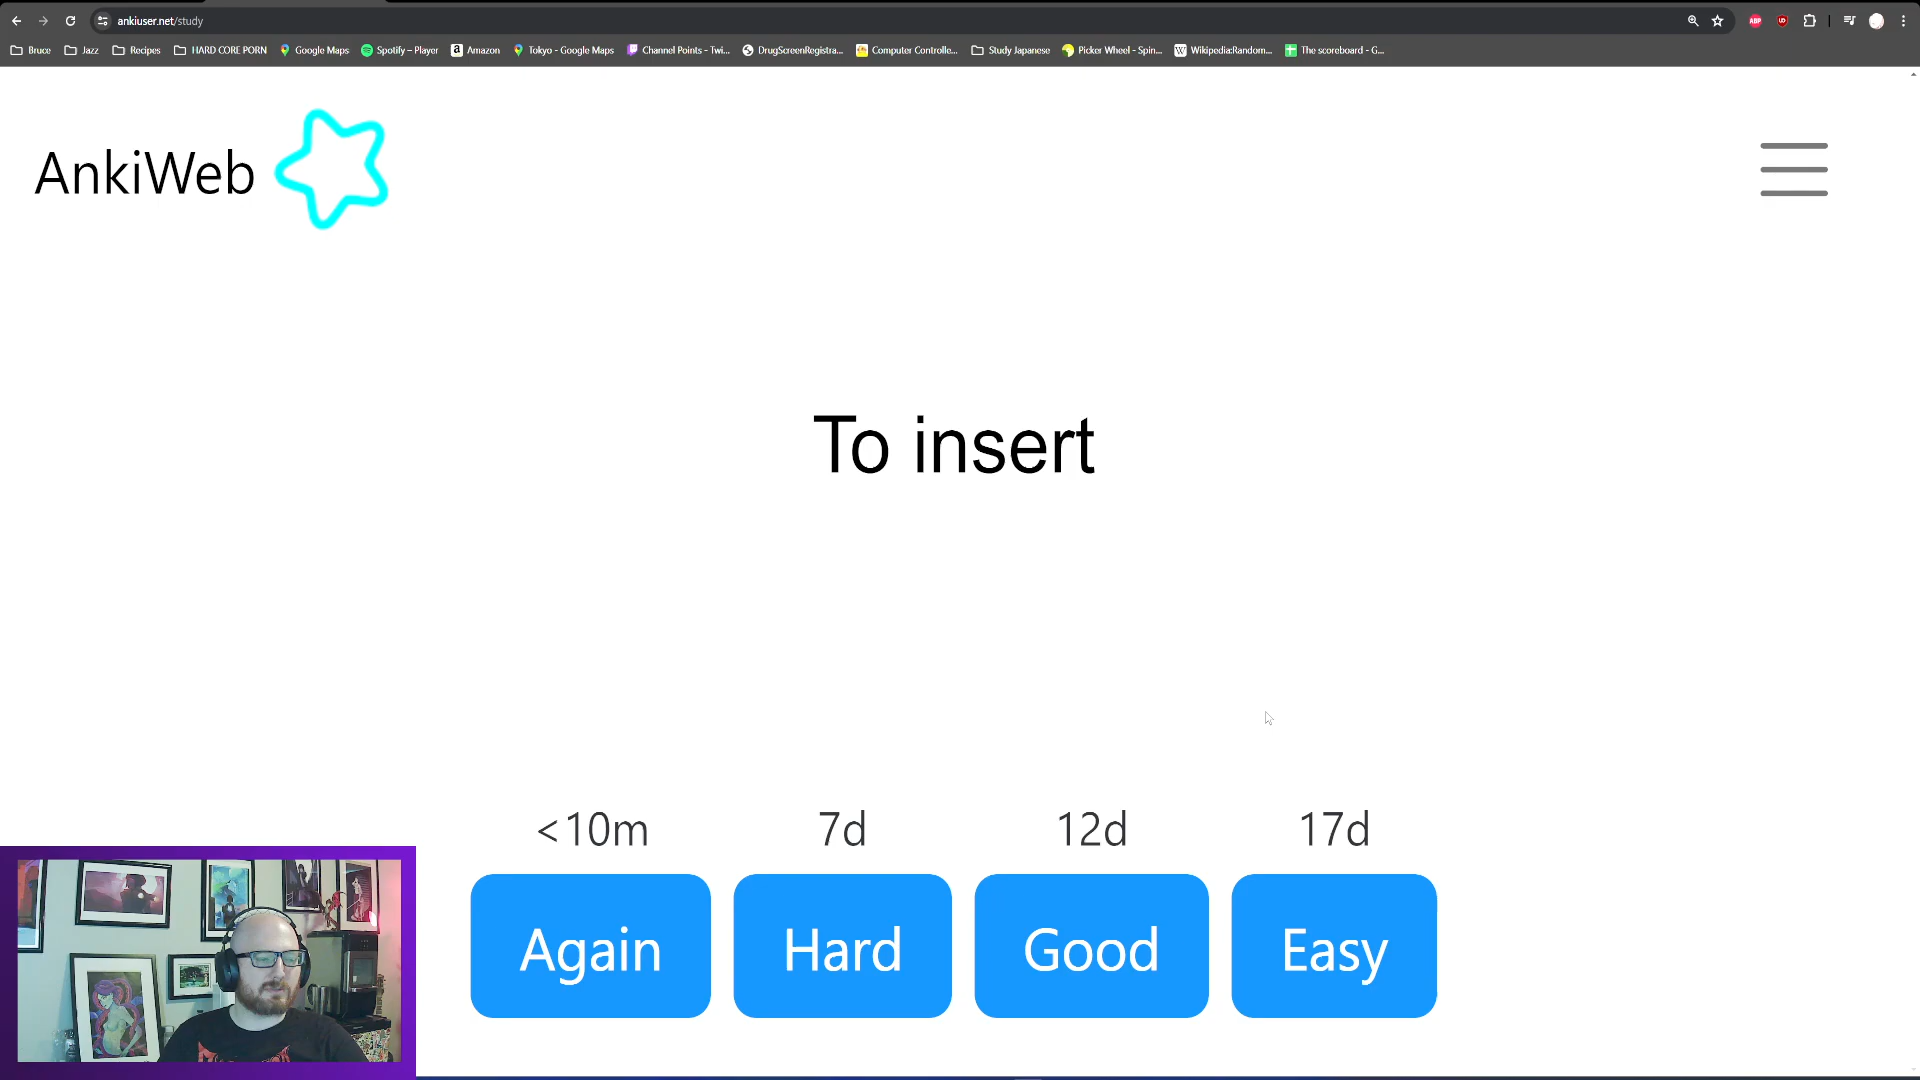 ankiuser.net/study
Bruce Jazz Recipes HARD CORE PORN Google Maps Spotify – Player Amazon Tokyo - Google Maps Channel Points - Twi... DrugScreenRegistra... Computer Controlle... Study Japanese Picker Wheel - Spin... Wikipedia:Random... The scoreboard - G...
AnkiWeb
To insert
<10m 7d 12d 17d
Again Hard Good Easy